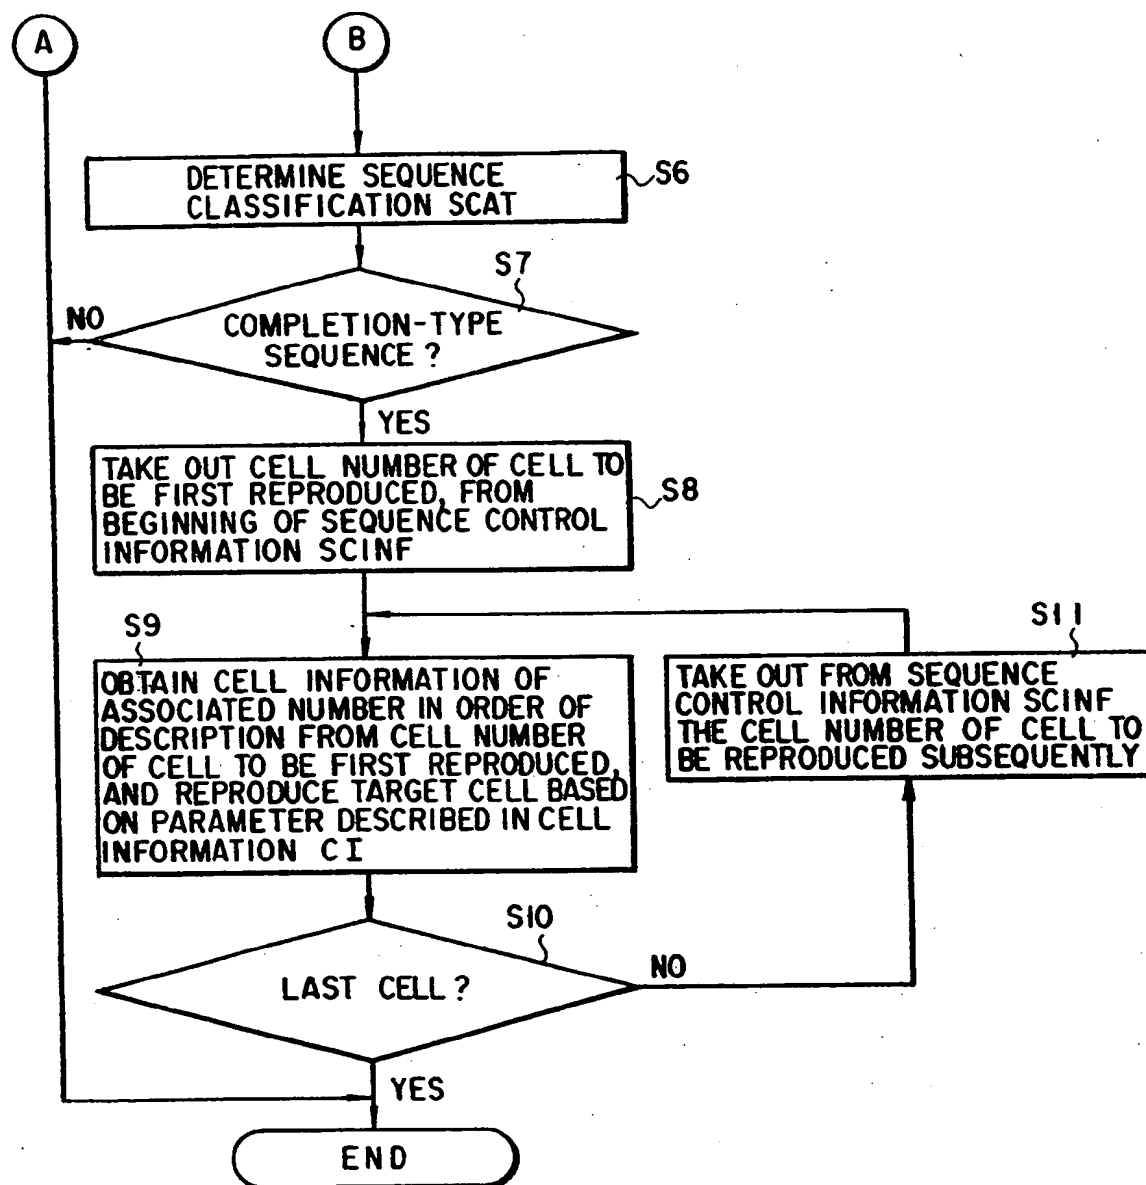 A
B
DETERMINE SEQUENCE
CLASSIFICATION SCAT
S6
S7
NO
COMPLETION-TYPE
SEQUENCE?
YES
TAKE OUT CELL NUMBER OF CELL TO
BE FIRST REPRODUCED, FROM
BEGINNING OF SEQUENCE CONTROL
INFORMATION SCINF
S8
S9
OBTAIN CELL INFORMATION OF
ASSOCIATED NUMBER IN ORDER OF
DESCRIPTION FROM CELL NUMBER
OF CELL TO BE FIRST REPRODUCED,
AND REPRODUCE TARGET CELL BASED
ON PARAMETER DESCRIBED IN CELL
INFORMATION CI
S11
TAKE OUT FROM SEQUENCE
CONTROL INFORMATION SCINF
THE CELL NUMBER OF CELL TO
BE REPRODUCED SUBSEQUENTLY
S10
LAST CELL?
NO
YES
END